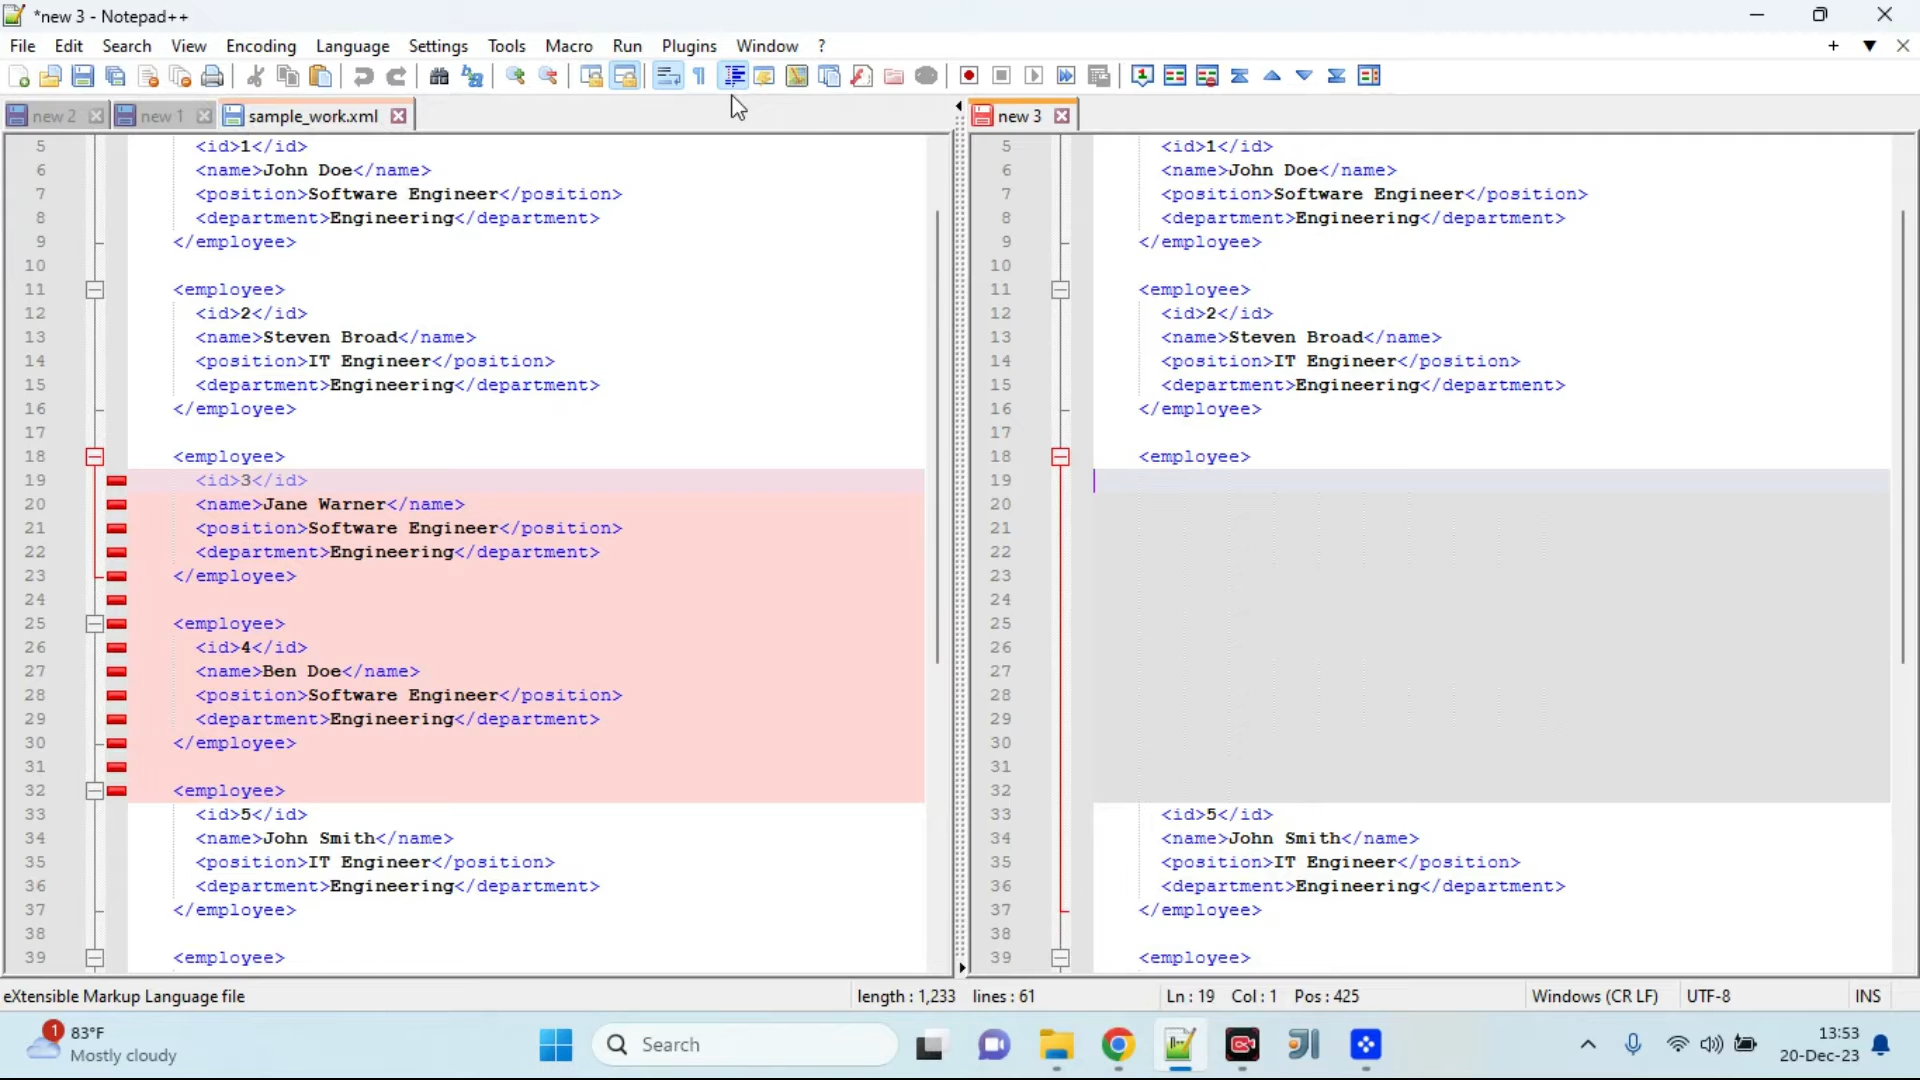 *new 3 - Notepad++
File Edit Search View Encoding Language Settings Tools Macro Run Plugins Window ?
new 2 new 1 sample_work.xml
5 <id>1</id>
6 <name>John Doe</name>
7 <position>Software Engineer</position>
8 <department>Engineering</department>
9 </employee>
10
11 <employee>
12 <id>2</id>
13 <name>Steven Broad</name>
14 <position>IT Engineer</position>
15 <department>Engineering</department>
16 </employee>
17
18 <employee>
19 <id>3</id>
20 <name>Jane Warner</name>
21 <position>Software Engineer</position>
22 <department>Engineering</department>
23 </employee>
24
25 <employee>
26 <id>4</id>
27 <name>Ben Doe</name>
28 <position>Software Engineer</position>
29 <department>Engineering</department>
30 </employee>
31
32 <employee>
33 <id>5</id>
34 <name>John Smith</name>
35 <position>IT Engineer</position>
36 <department>Engineering</department>
37 </employee>
38
39 <employee>
new 3
5 <id>1</id>
6 <name>John Doe</name>
7 <position>Software Engineer</position>
8 <department>Engineering</department>
9 </employee>
10
11 <employee>
12 <id>2</id>
13 <name>Steven Broad</name>
14 <position>IT Engineer</position>
15 <department>Engineering</department>
16 </employee>
17
18 <employee>
19
20
21
22
23
24
25
26
27
28
29
30
31
32
33 <id>5</id>
34 <name>John Smith</name>
35 <position>IT Engineer</position>
36 <department>Engineering</department>
37 </employee>
38
39 <employee>
eXtensible Markup Language file length : 1,233 lines : 61 Ln : 19 Col : 1 Pos : 425 Windows (CR LF) UTF-8 INS
1 83°F
Mostly cloudy
Search
13:53
20-Dec-23